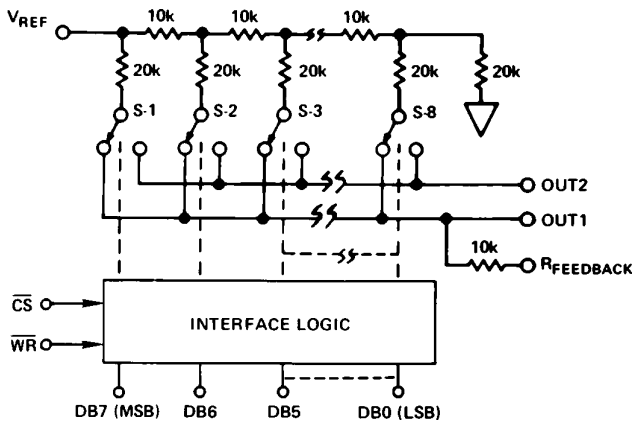 VREF
10k
10k
10k
20k
20k
20k
20k
20k
S-1
S-2
S-3
S-8
OUT2
OUT1
10k
RFEEDBACK
CS
WR
INTERFACE LOGIC
DB7 (MSB)
DB6
DB5
DB0 (LSB)